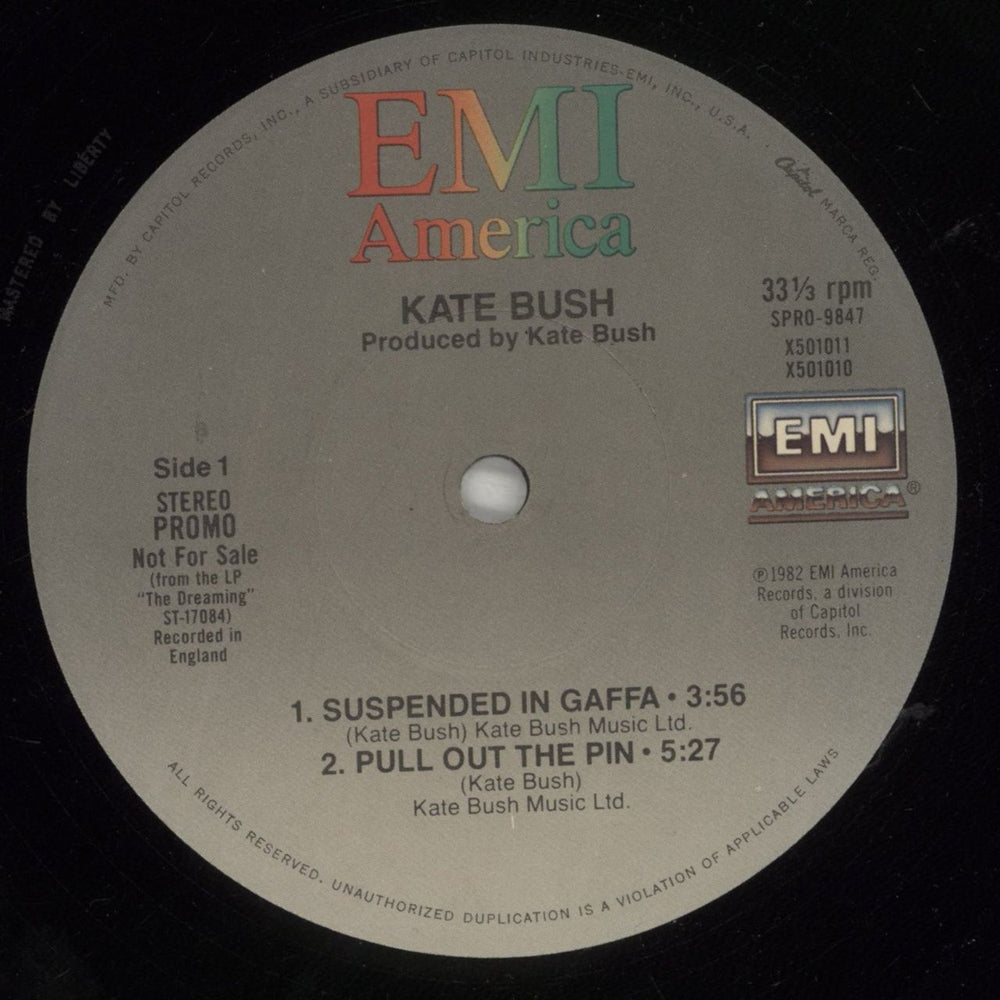 MFD. BY CAPITOL RECORDS, INC., A SUBSIDIARY OF CAPITOL INDUSTRIES-EMI, INC., U.S.A.
Capitol MARCA REG.
MASTERED BY LIBERTY
EMI
America
KATE BUSH
Produced by Kate Bush
33⅓ rpm
SPRO-9847
X501011
X501010
EMI
AMERICA®
Side 1
STEREO
PROMO
Not For Sale
(from the LP
"The Dreaming"
ST-17084)
Recorded in
England
℗1982 EMI America
Records, a division
of Capitol
Records, Inc.
1. SUSPENDED IN GAFFA • 3:56
(Kate Bush) Kate Bush Music Ltd.
2. PULL OUT THE PIN • 5:27
(Kate Bush)
Kate Bush Music Ltd.
ALL RIGHTS RESERVED. UNAUTHORIZED DUPLICATION IS A VIOLATION OF APPLICABLE LAWS